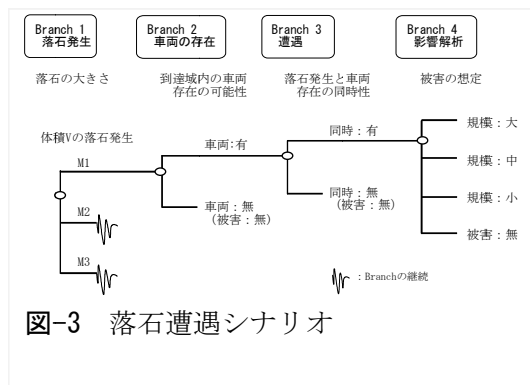 Branch 1
落石発生
Branch 2
車両の存在
Branch 3
遭遇
Branch 4
影響解析
落石の大きさ
到達域内の車両
存在の可能性
落石発生と車両
存在の同時性
被害の想定
体積Vの落石発生
M1
M2
M3
車両:有
車両:無
(被害:無)
同時:有
同時:無
(被害:無)
規模:大
規模:中
規模:小
被害:無
:Branchの継続
図-3 落石遭遇シナリオ